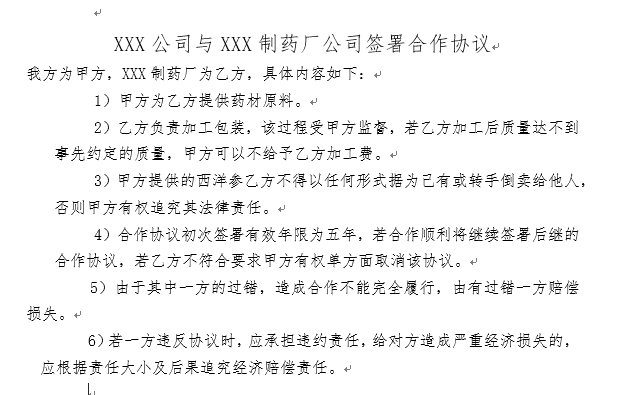 XXX 公司与 XXX 制药厂公司签署合作协议
我方为甲方，XXX 制药厂为乙方，具体内容如下：
1）甲方为乙方提供药材原料。
2）乙方负责加工包装，该过程受甲方监督，若乙方加工后质量达不到
事先约定的质量，甲方可以不给予乙方加工费。
3）甲方提供的西洋参乙方不得以任何形式据为已有或转手倒卖给他人，
否则甲方有权追究其法律责任。
4）合作协议初次签署有效年限为五年，若合作顺利将继续签署后继的
合作协议，若乙方不符合要求甲方有权单方面取消该协议。
5）由于其中一方的过错，造成合作不能完全履行，由有过错一方赔偿
损失。
6)若一方违反协议时，应承担违约责任，给对方造成严重经济损失的，
应根据责任大小及后果追究经济赔偿责任。